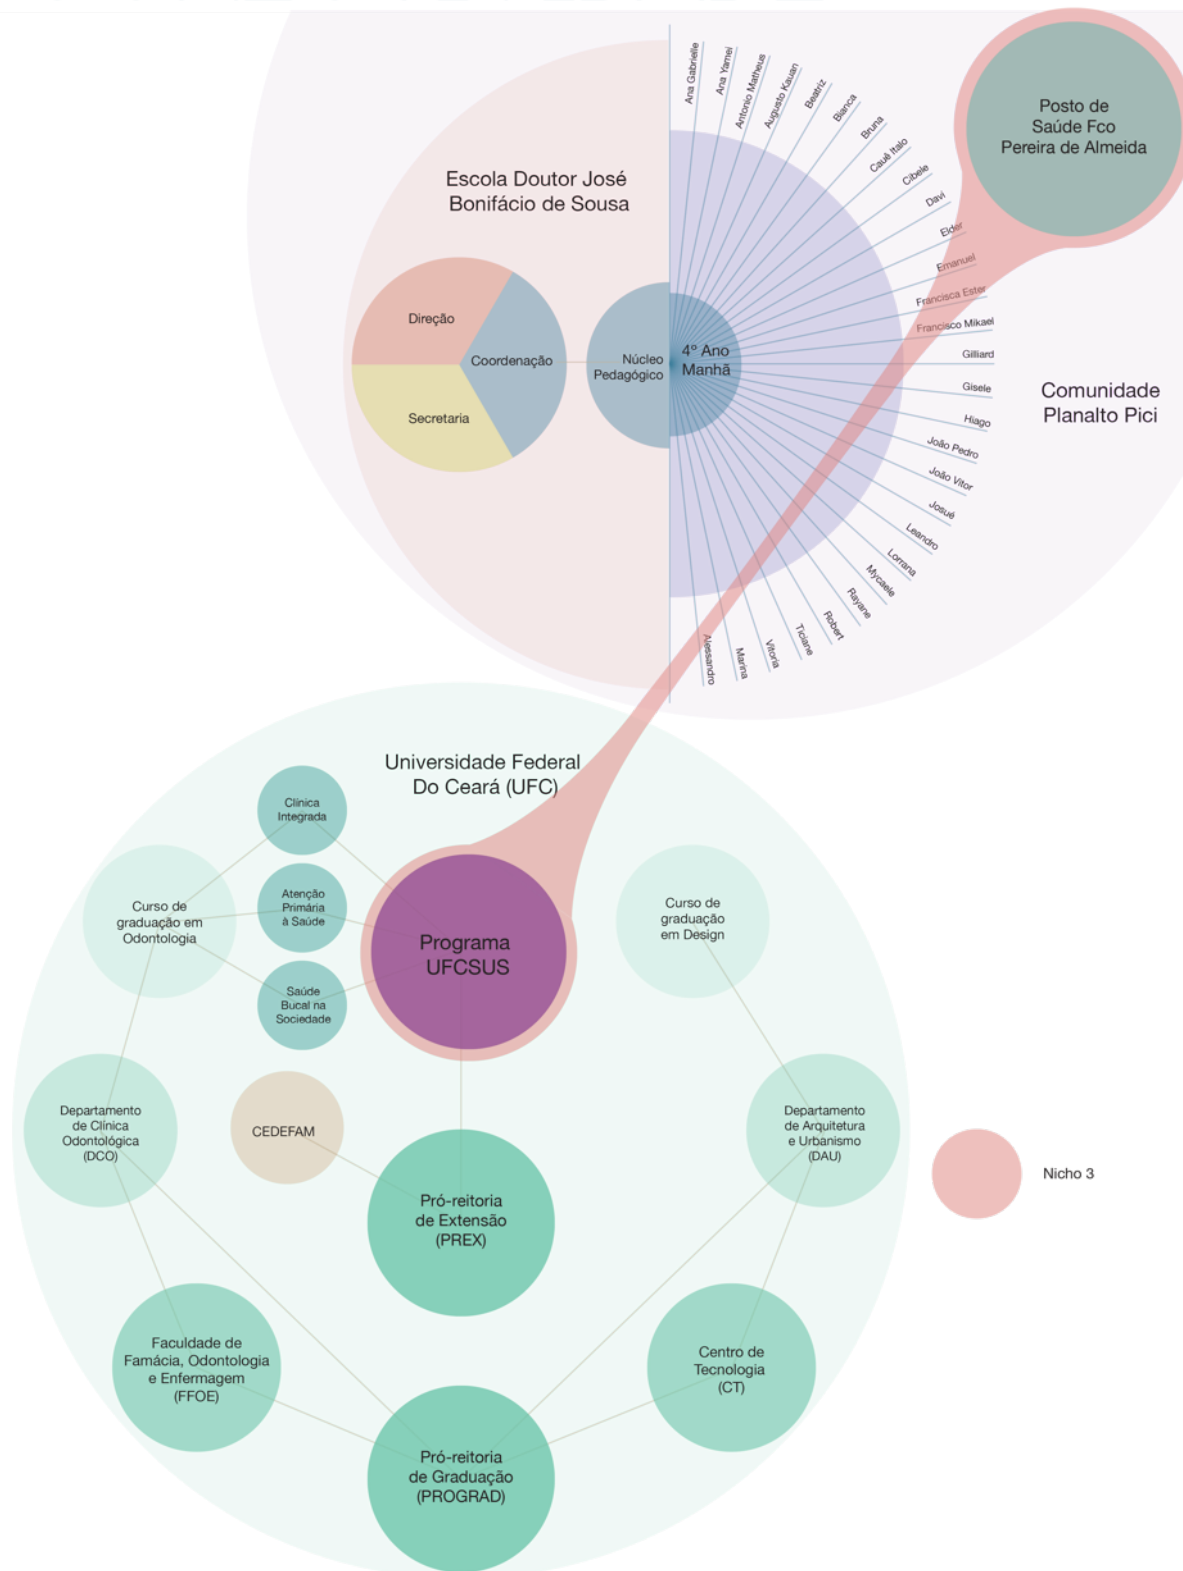 Ana Gabrielle
Ana Yamei
Antonio Matheus
Augusto Kauan
Beatriz
Bianca
Bruna
Cauê Italo
Cibele
Davi
Elder
Emanuel
Francisca Ester
Francisco Mikael
Gilliard
Gisele
Hiago
João Pedro
João Vitor
Josué
Leandro
Lorrana
Mycaele
Rayane
Robert
Ticiane
Vitoria
Marina
Alessandro
Posto de
Saúde Fco
Pereira de Almeida
Escola Doutor José
Bonifácio de Sousa
Direção
Coordenação
Secretaria
Núcleo
Pedagógico
4º Ano
Manhã
Comunidade
Planalto Pici
Universidade Federal
Do Ceará (UFC)
Clínica
Integrada
Atenção
Primária
à Saúde
Saúde
Bucal na
Sociedade
Curso de
graduação em
Odontologia
Programa
UFCSUS
Curso de
graduação
em Design
Departamento
de Clínica
Odontológica
(DCO)
CEDEFAM
Pró-reitoria
de Extensão
(PREX)
Departamento
de Arquitetura
e Urbanismo
(DAU)
Nicho 3
Faculdade de
Famácia, Odontologia
e Enfermagem
(FFOE)
Centro de
Tecnologia
(CT)
Pró-reitoria
de Graduação
(PROGRAD)